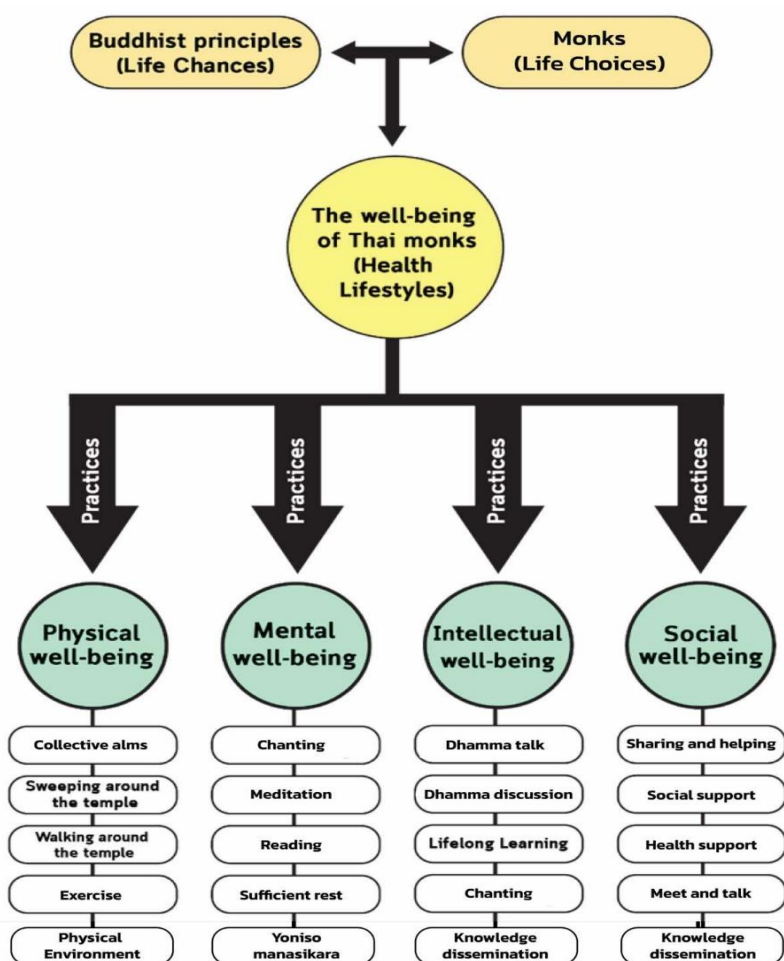 Buddhist principles
(Life Chances)
Monks
(Life Choices)
The well-being
of Thai monks
(Health
Lifestyles)
Practices
Practices
Practices
Practices
Physical
well-being
Mental
well-being
Intellectual
well-being
Social
well-being
Collective alms
Sweeping around
the temple
Walking around
the temple
Exercise
Physical
Environment
Chanting
Meditation
Reading
Sufficient rest
Yoniso
manasikara
Dhamma talk
Dhamma discussion
Lifelong Learning
Chanting
Knowledge
dissemination
Sharing and helping
Social support
Health support
Meet and talk
Knowledge
dissemination